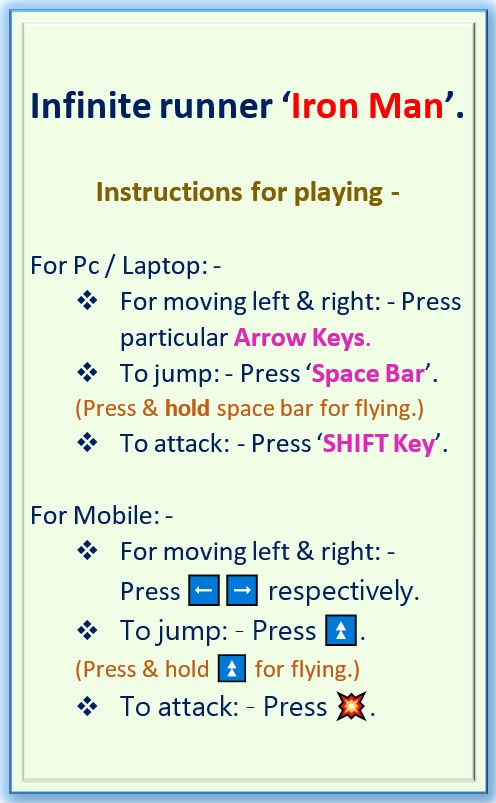 Infinite runner ‘Iron Man’.
Instructions for playing -
For Pc / Laptop: -
❖ For moving left & right: - Press
particular Arrow Keys.
❖ To jump: - Press ‘Space Bar’.
(Press & hold space bar for flying.)
❖ To attack: - Press ‘SHIFT Key’.
For Mobile: -
❖ For moving left & right: -
Press ← → respectively.
❖ To jump: - Press ⏫.
(Press & hold ⏫ for flying.)
❖ To attack: - Press 💥.